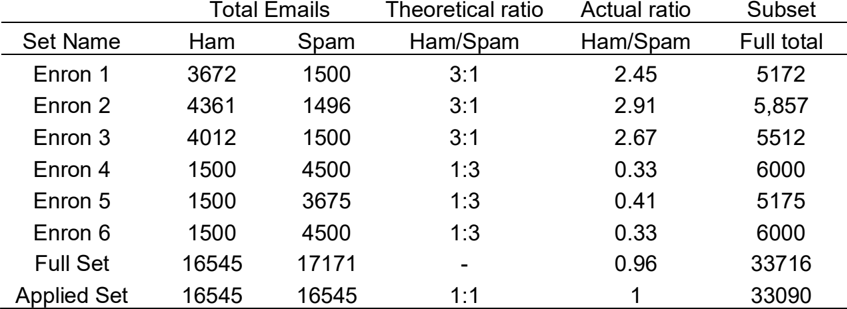 Total Emails Theoretical ratio Actual ratio Subset
Set Name Ham Spam Ham/Spam Ham/Spam Full total
Enron 1 3672 1500 3:1 2.45 5172
Enron 2 4361 1496 3:1 2.91 5,857
Enron 3 4012 1500 3:1 2.67 5512
Enron 4 1500 4500 1:3 0.33 6000
Enron 5 1500 3675 1:3 0.41 5175
Enron 6 1500 4500 1:3 0.33 6000
Full Set 16545 17171 - 0.96 33716
Applied Set 16545 16545 1:1 1 33090